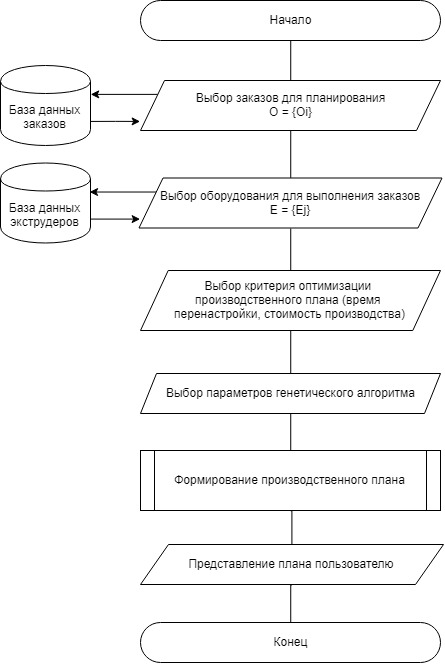 Начало
Выбор заказов для планирования
O = {Oi}
База данных
заказов
Выбор оборудования для выполнения заказов
E = {Ej}
База данных
экструдеров
Выбор критерия оптимизации
производственного плана (время
перенастройки, стоимость производства)
Выбор параметров генетического алгоритма
Формирование производственного плана
Представление плана пользователю
Конец